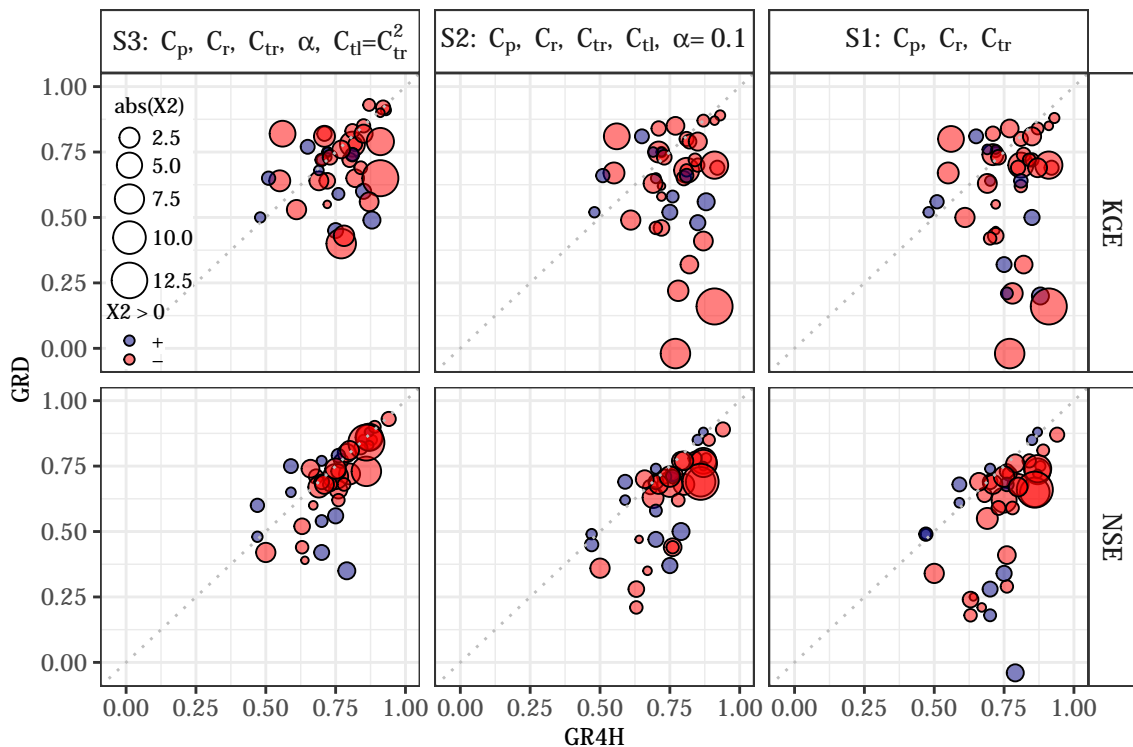 S3: Cp, Cr, Ctr, α, Ctl=Ctr²
S2: Cp, Cr, Ctr, Ctl, α= 0.1
S1: Cp, Cr, Ctr
1.00
0.75
0.50
0.25
0.00
abs(X2)
2.5
5.0
7.5
10.0
12.5
X2 > 0
+
−
KGE
GRD
1.00
0.75
0.50
0.25
0.00
NSE
0.00 0.25 0.50 0.75 1.00 0.00 0.25 0.50 0.75 1.00 0.00 0.25 0.50 0.75 1.00
GR4H